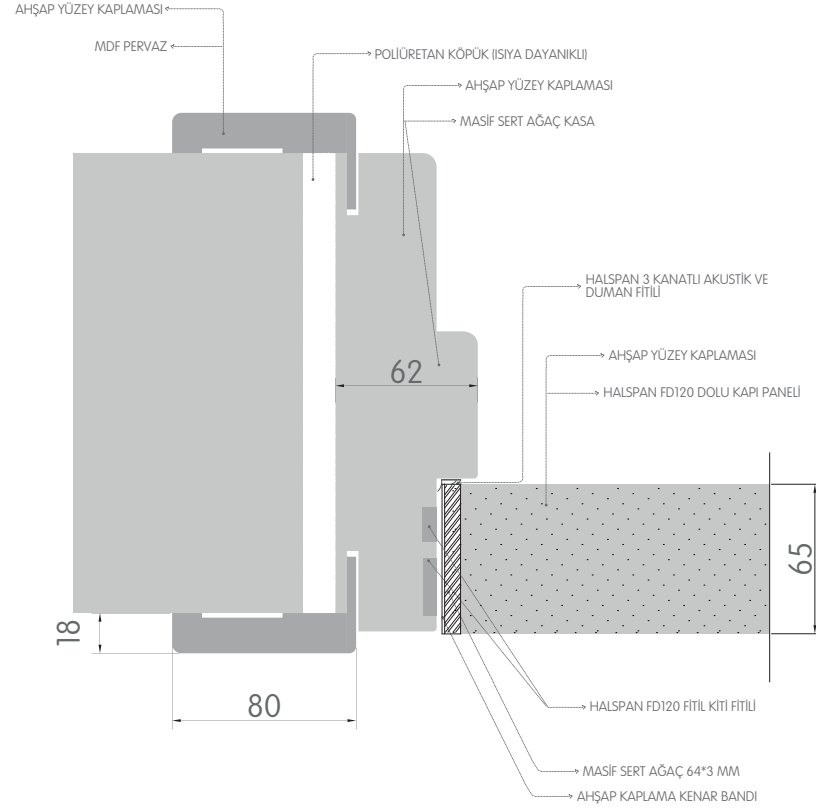 AHŞAP YÜZEY KAPLAMASI
MDF PERVAZ
POLİÜRETAN KÖPÜK (ISIYA DAYANIKLI)
AHŞAP YÜZEY KAPLAMASI
MASİF SERT AĞAÇ KASA
HALSPAN 3 KANATLI AKUSTİK VE
DUMAN FİTİLİ
AHŞAP YÜZEY KAPLAMASI
HALSPAN FD120 DOLU KAPI PANELİ
62
65
18
80
HALSPAN FD120 FİTİL KİTİ FİTİLİ
MASİF SERT AĞAÇ 64*3 MM
AHŞAP KAPLAMA KENAR BANDI